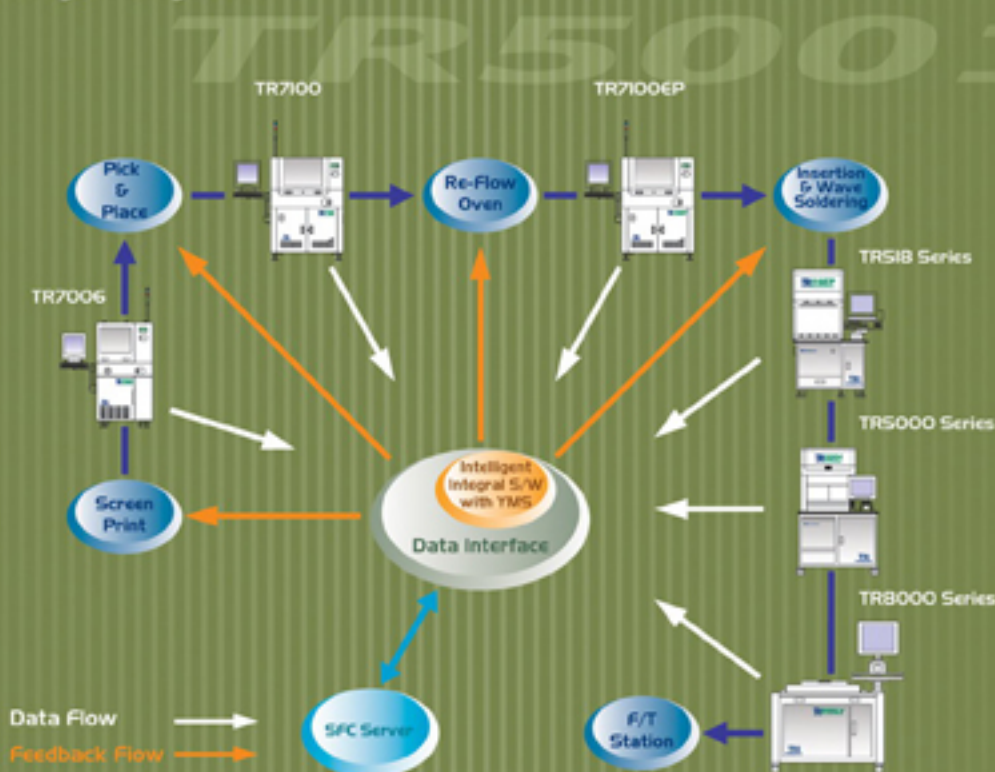 TR5001
TR7100
TR7100EP
Pick
&
Place
Re-Flow
Oven
Insertion
& Wave
Soldering
TR518 Series
TR7006
TR5000 Series
Intelligent
Integral S/W
with YMS
Screen
Print
Data Interface
TR8000 Series
Data Flow
SFC Server
F/T
Station
Feedback Flow